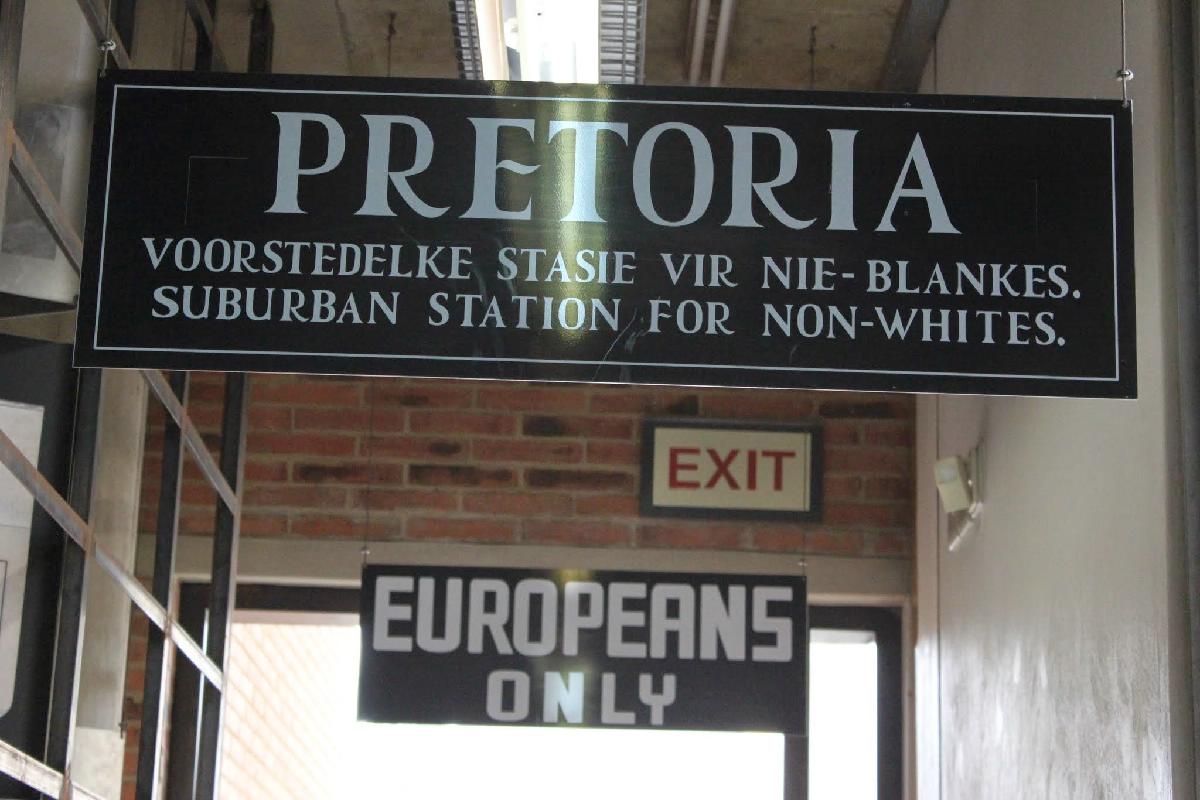 PRETORIA
VOORSTEDELKE STASIE VIR NIE-BLANKES.
SUBURBAN STATION FOR NON-WHITES.
EXIT
EUROPEANS
ONLY